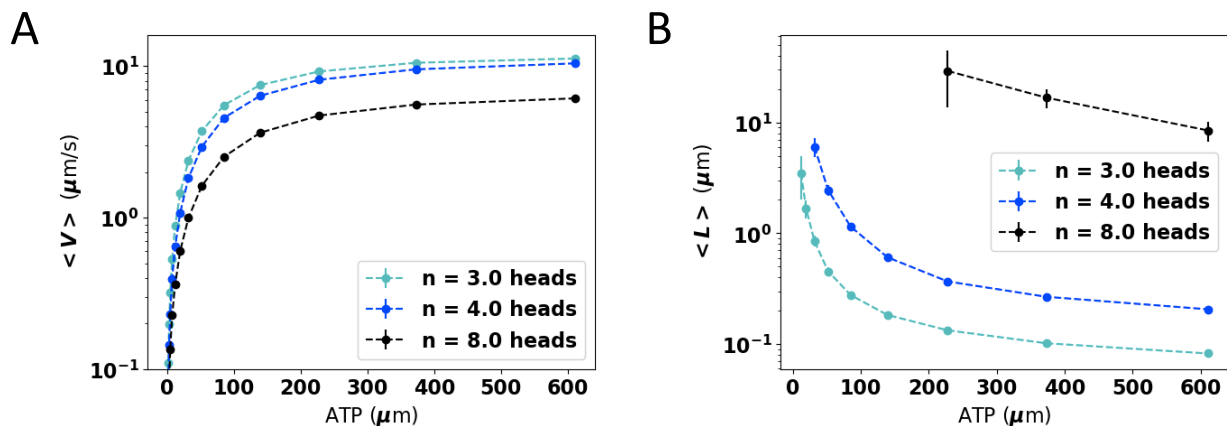 A
<V> (μm/s)
10¹
10⁰
10⁻¹
n = 3.0 heads
n = 4.0 heads
n = 8.0 heads
0 100 200 300 400 500 600
ATP (μm)
B
<L> (μm)
10¹
10⁰
10⁻¹
n = 3.0 heads
n = 4.0 heads
n = 8.0 heads
0 100 200 300 400 500 600
ATP (μm)